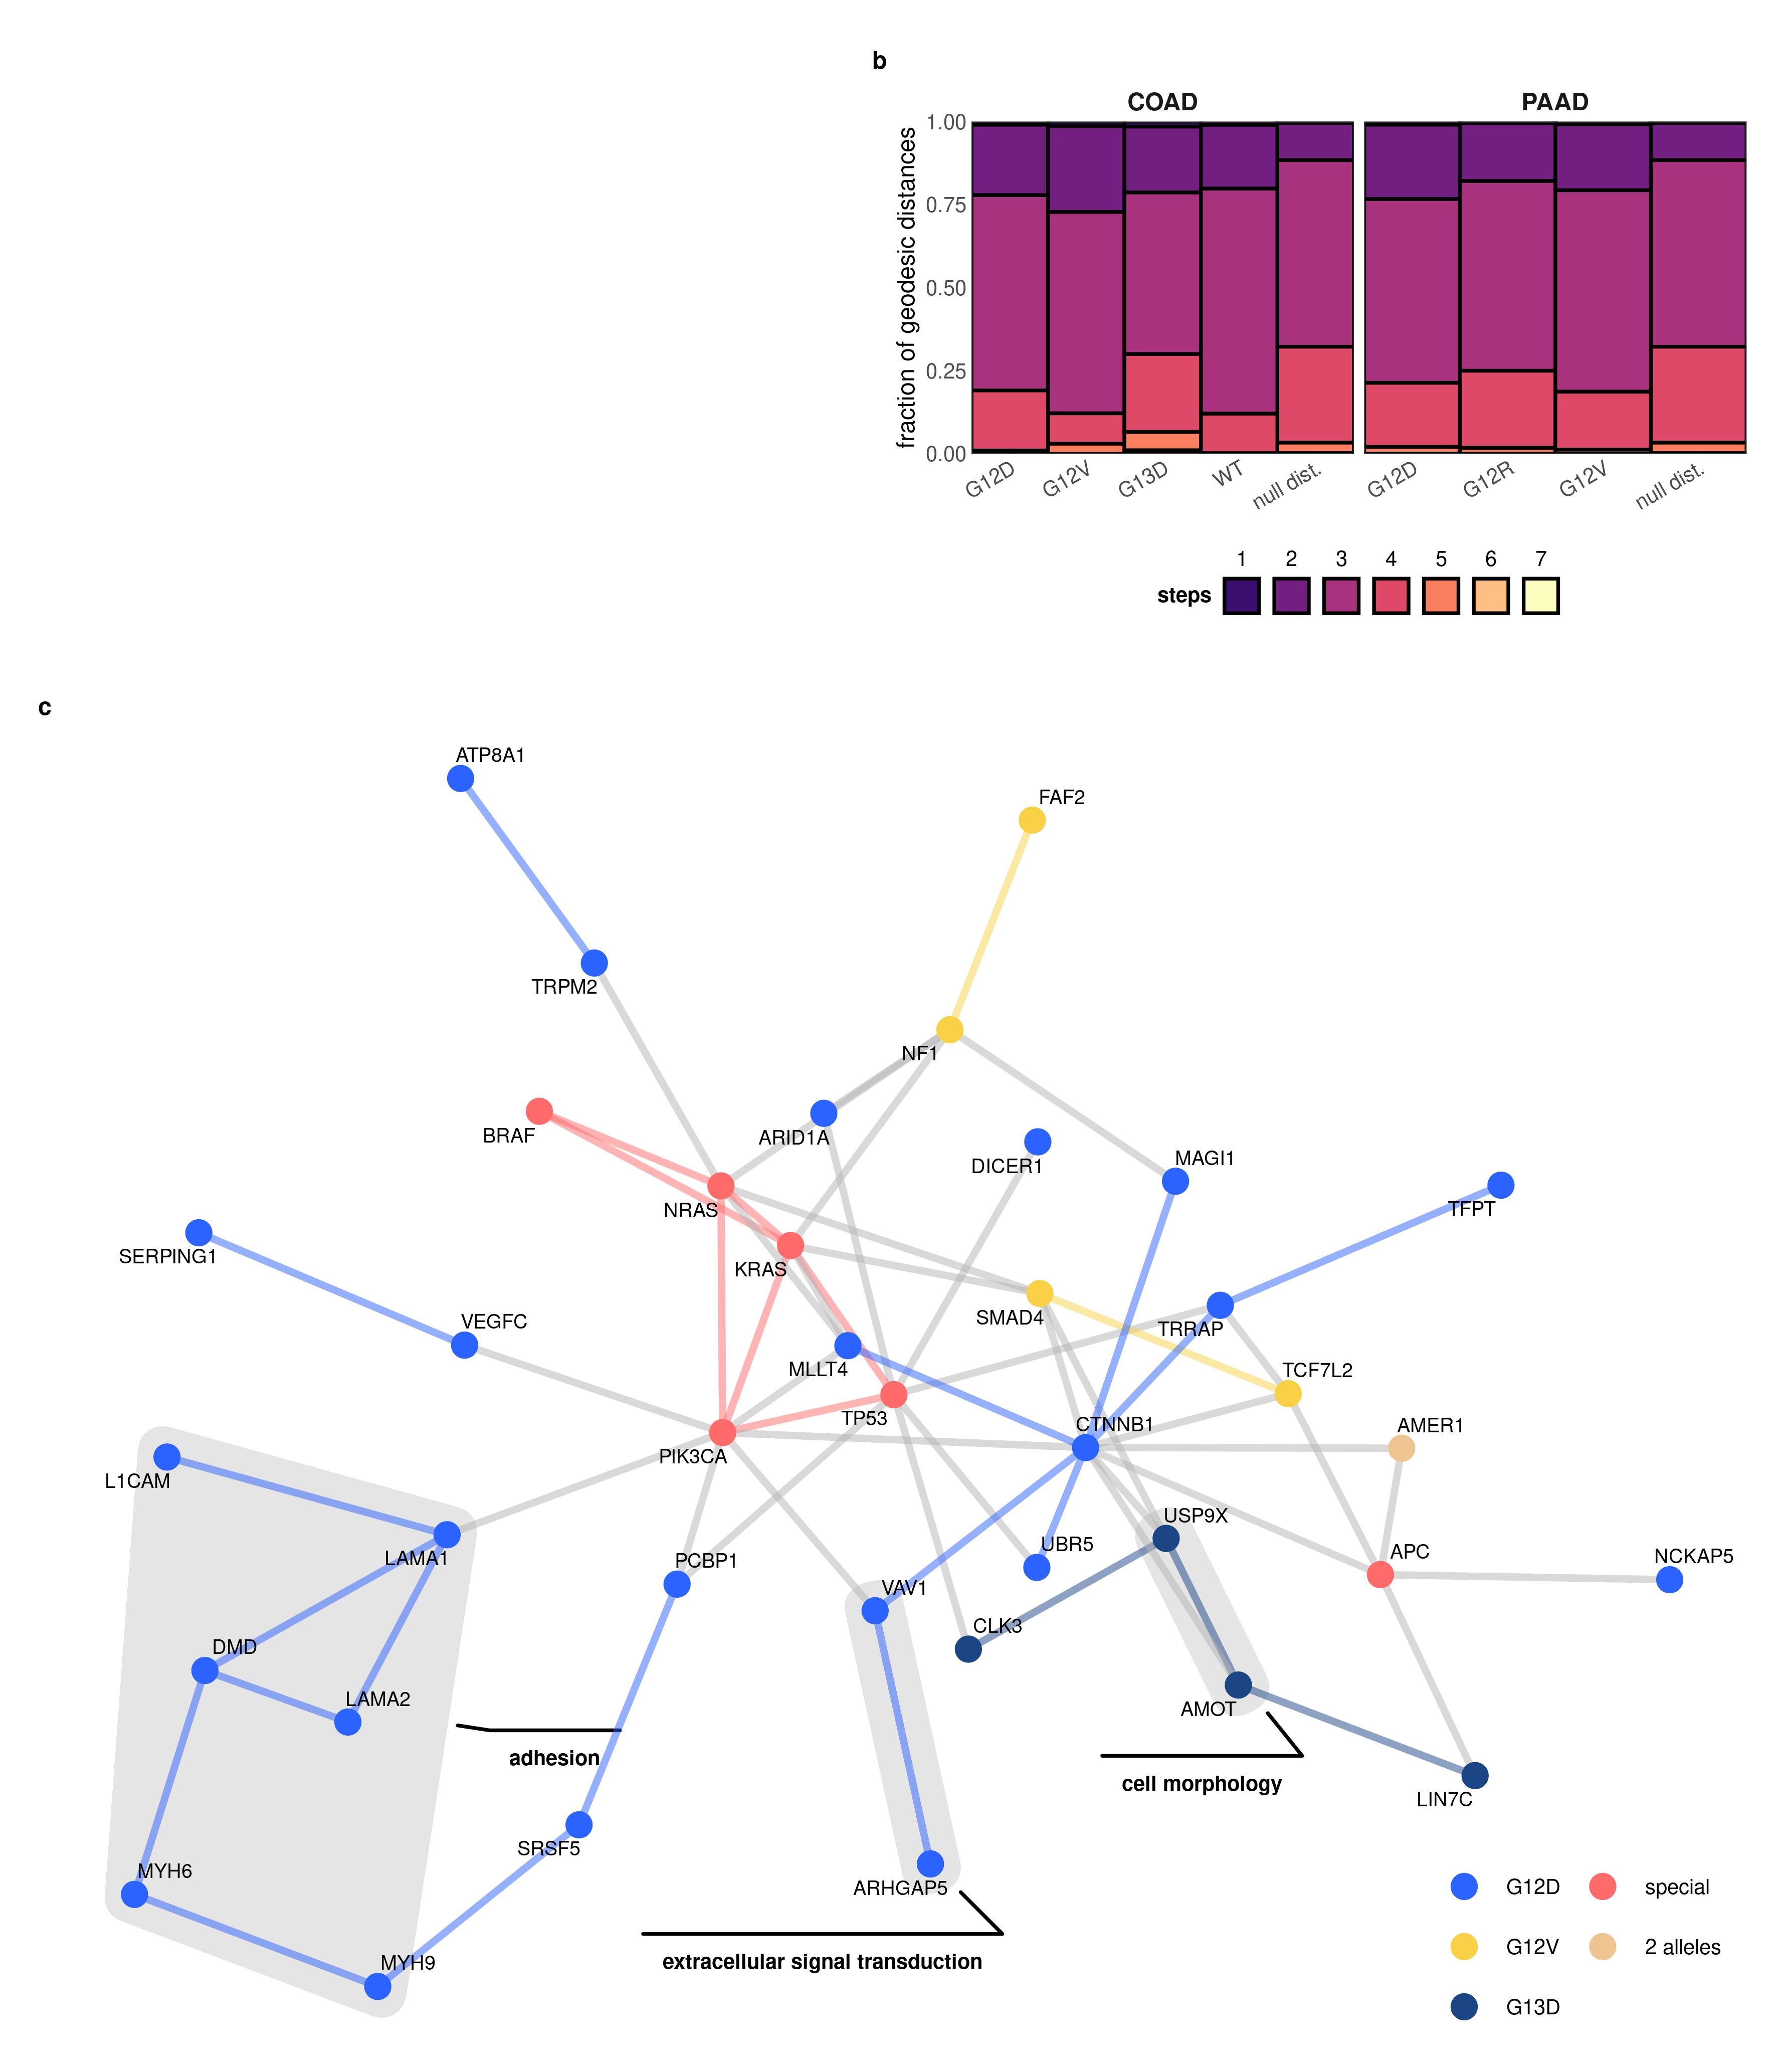 b
COAD
PAAD
fraction of geodesic distances
1.00
0.75
0.50
0.25
0.00
G12D
G12V
G13D
WT
null dist.
G12D
G12R
G12V
null dist.
1 2 3 4 5 6 7
steps
c
ATP8A1
FAF2
TRPM2
NF1
BRAF
ARID1A
DICER1
MAGI1
NRAS
TFPT
SERPING1
KRAS
SMAD4
VEGFC
TRRAP
MLLT4
TCF7L2
TP53
CTNNB1
AMER1
PIK3CA
L1CAM
USP9X
LAMA1
PCBP1
UBR5
APC
NCKAP5
VAV1
CLK3
DMD
LAMA2
AMOT
adhesion
cell morphology
LIN7C
SRSF5
MYH6
ARHGAP5
extracellular signal transduction
MYH9
G12D
special
G12V
2 alleles
G13D